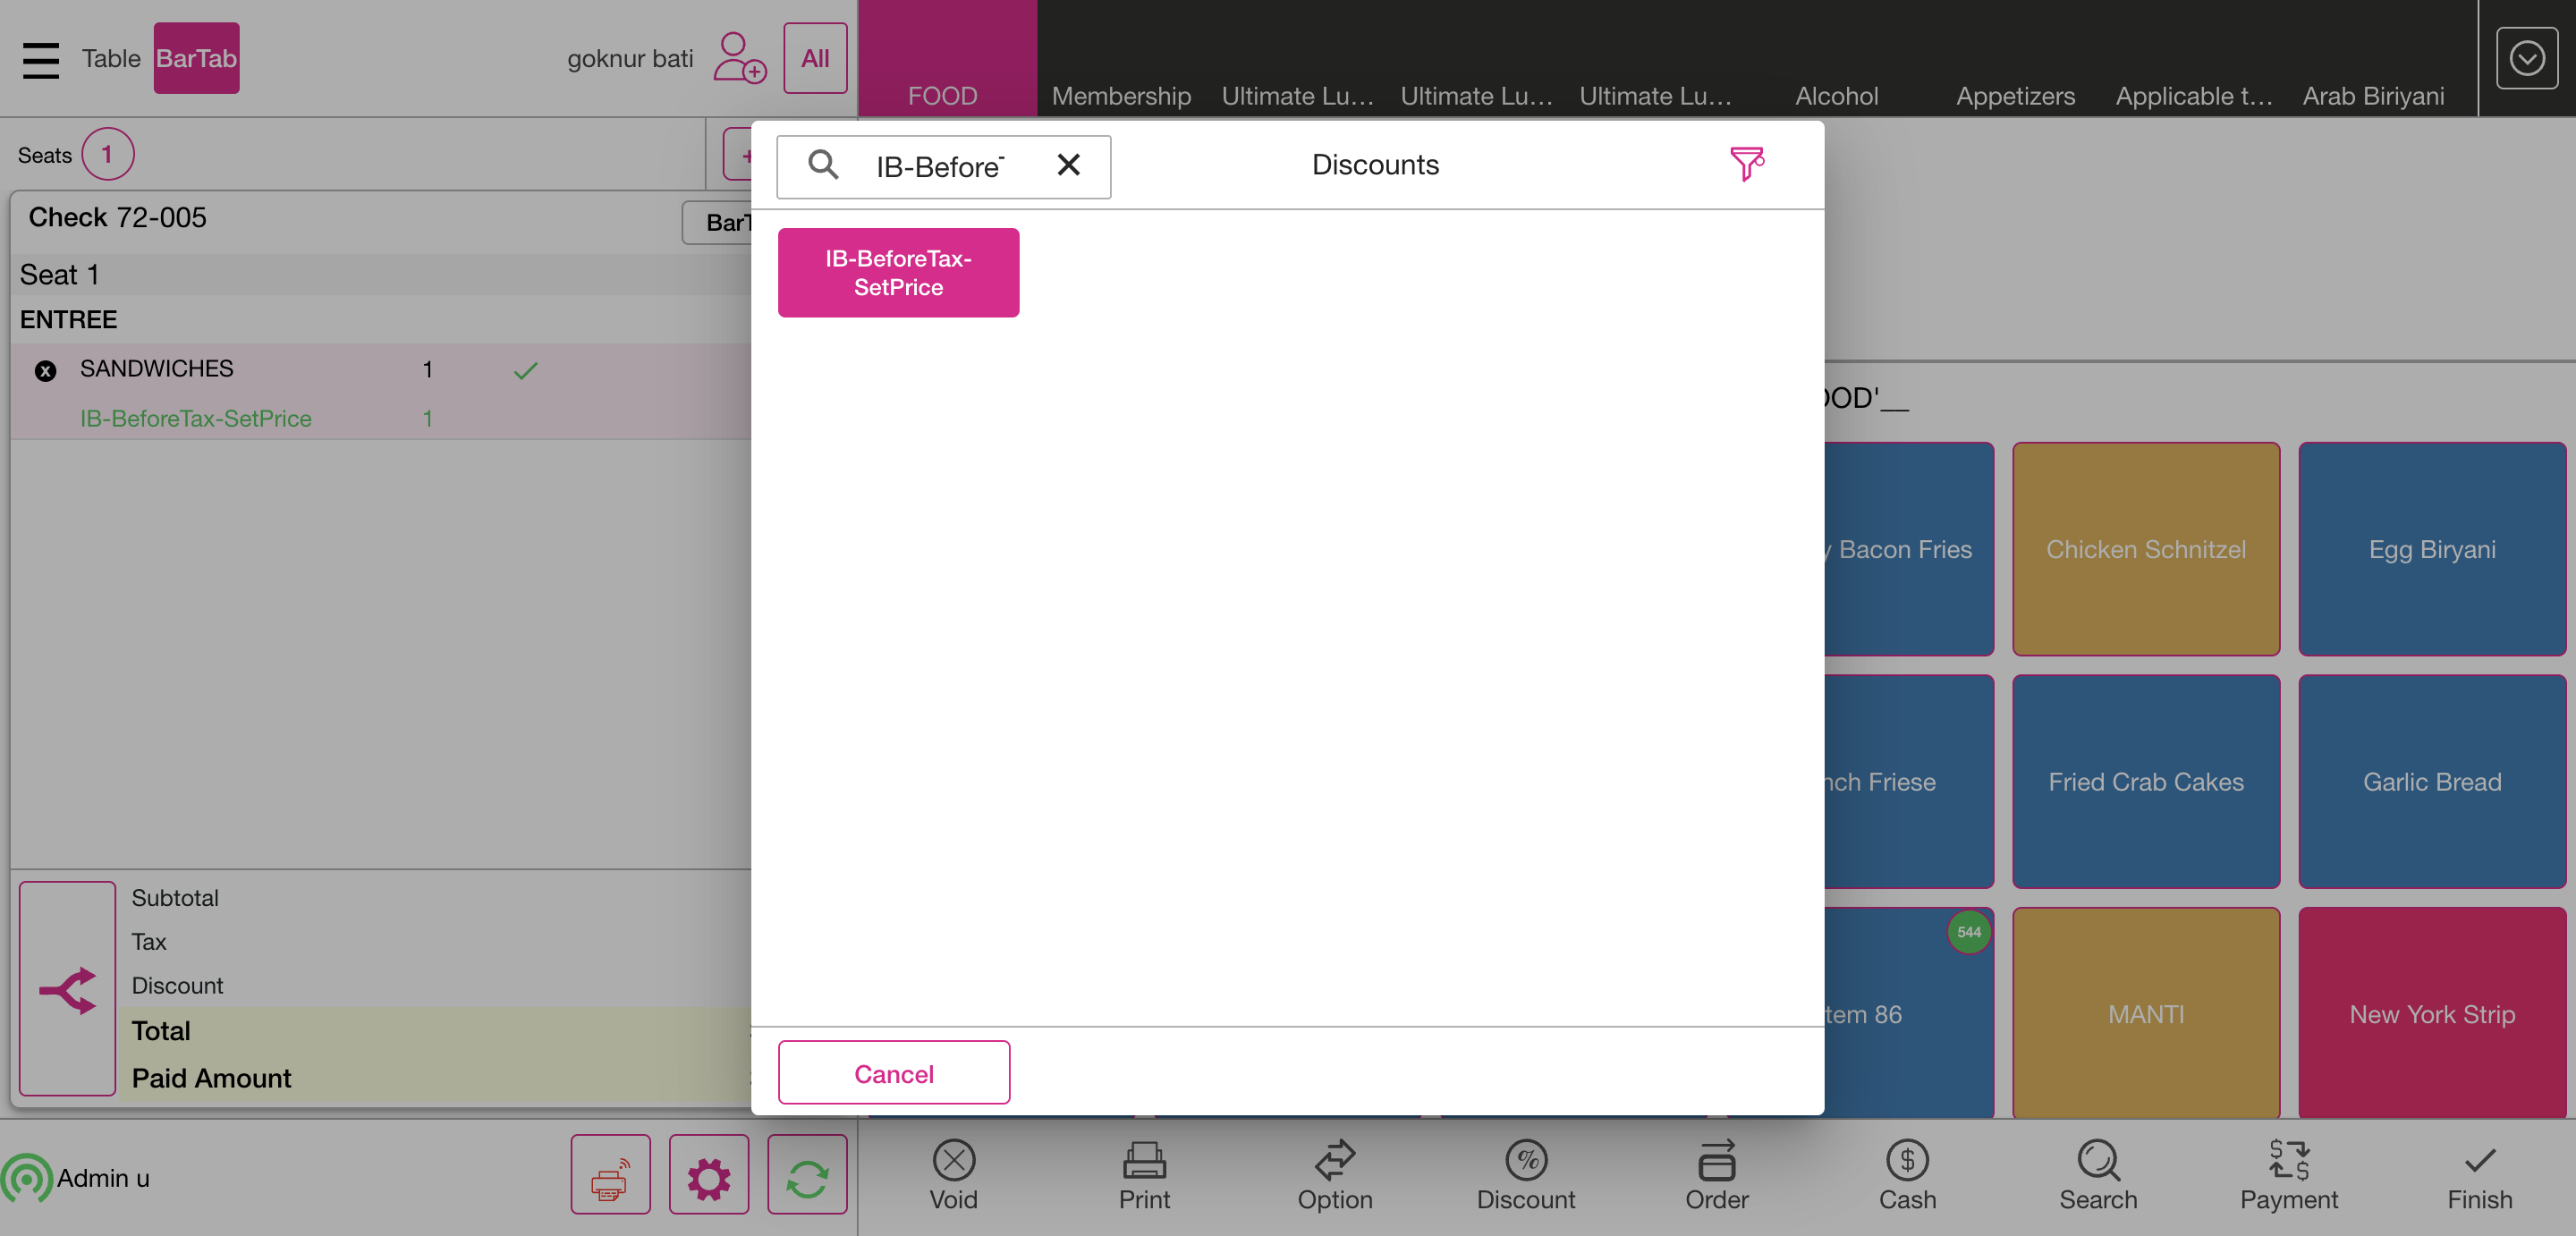 Table
BarTab
goknur bati
All
FOOD
Membership
Ultimate Lu...
Ultimate Lu...
Ultimate Lu...
Alcohol
Appetizers
Applicable t...
Arab Biriyani
Seats
1
+
IB-Before
Discounts
Check 72-005
BarT
IB-BeforeTax-
SetPrice
Seat 1
ENTREE
SANDWICHES 1
IB-BeforeTax-SetPrice 1
OOD'__
y Bacon Fries
Chicken Schnitzel
Egg Biryani
nch Friese
Fried Crab Cakes
Garlic Bread
Subtotal
Tax
Discount
Total
Paid Amount
544
tem 86
MANTI
New York Strip
Cancel
Admin u
Void
Print
Option
Discount
Order
Cash
Search
Payment
Finish